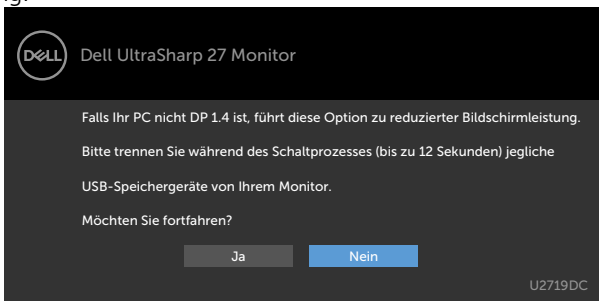 DELL
Dell UltraSharp 27 Monitor
Falls Ihr PC nicht DP 1.4 ist, führt diese Option zu reduzierter Bildschirmleistung.
Bitte trennen Sie während des Schaltprozesses (bis zu 12 Sekunden) jegliche
USB-Speichergeräte von Ihrem Monitor.
Möchten Sie fortfahren?
Ja Nein
U2719DC